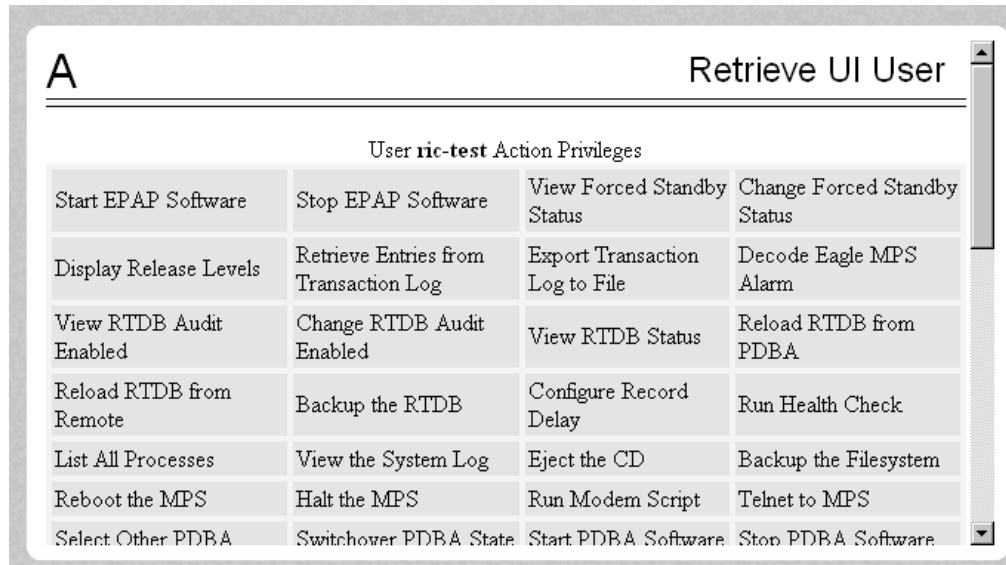 A
Retrieve UI User
User ric-test Action Privileges
Start EPAP Software
Stop EPAP Software
View Forced Standby
Status
Change Forced Standby
Status
Display Release Levels
Retrieve Entries from
Transaction Log
Export Transaction
Log to File
Decode Eagle MPS
Alarm
View RTDB Audit
Enabled
Change RTDB Audit
Enabled
View RTDB Status
Reload RTDB from
PDBA
Reload RTDB from
Remote
Backup the RTDB
Configure Record
Delay
Run Health Check
List All Processes
View the System Log
Eject the CD
Backup the Filesystem
Reboot the MPS
Halt the MPS
Run Modem Script
Telnet to MPS
Select Other PDBA
Switchover PDBA State
Start PDBA Software
Stop PDBA Software